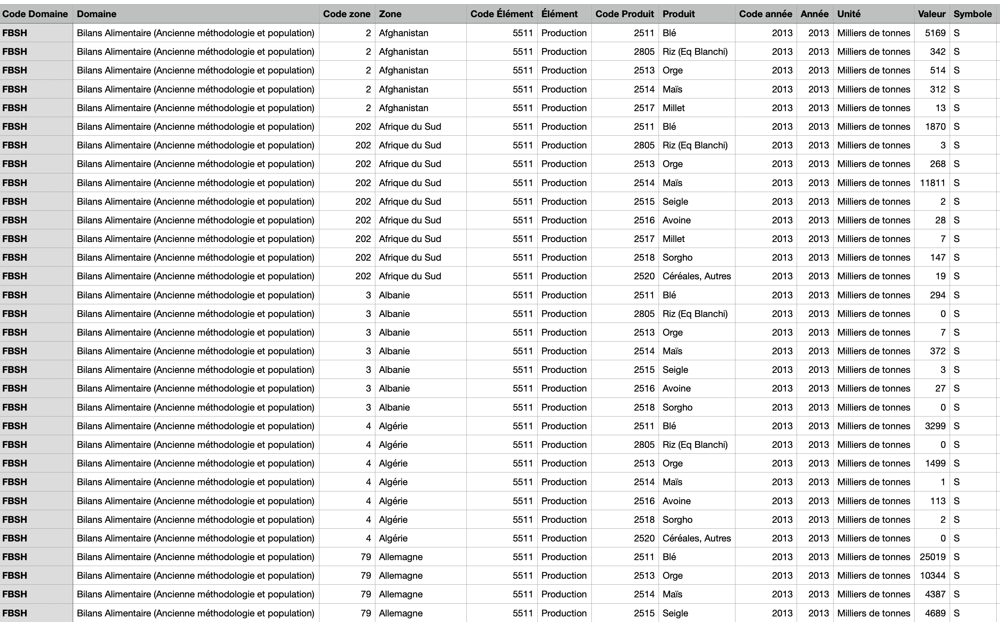 Code Domaine Domaine Code zone Zone Code Élément Élément Code Produit Produit Code année Année Unité Valeur Symbole
FBSH Bilans Alimentaire (Ancienne méthodologie et population) 2 Afghanistan 5511 Production 2511 Blé 2013 2013 Milliers de tonnes 5169 S
FBSH Bilans Alimentaire (Ancienne méthodologie et population) 2 Afghanistan 5511 Production 2805 Riz (Eq Blanchi) 2013 2013 Milliers de tonnes 342 S
FBSH Bilans Alimentaire (Ancienne méthodologie et population) 2 Afghanistan 5511 Production 2513 Orge 2013 2013 Milliers de tonnes 514 S
FBSH Bilans Alimentaire (Ancienne méthodologie et population) 2 Afghanistan 5511 Production 2514 Maïs 2013 2013 Milliers de tonnes 312 S
FBSH Bilans Alimentaire (Ancienne méthodologie et population) 2 Afghanistan 5511 Production 2517 Millet 2013 2013 Milliers de tonnes 13 S
FBSH Bilans Alimentaire (Ancienne méthodologie et population) 202 Afrique du Sud 5511 Production 2511 Blé 2013 2013 Milliers de tonnes 1870 S
FBSH Bilans Alimentaire (Ancienne méthodologie et population) 202 Afrique du Sud 5511 Production 2805 Riz (Eq Blanchi) 2013 2013 Milliers de tonnes 3 S
FBSH Bilans Alimentaire (Ancienne méthodologie et population) 202 Afrique du Sud 5511 Production 2513 Orge 2013 2013 Milliers de tonnes 268 S
FBSH Bilans Alimentaire (Ancienne méthodologie et population) 202 Afrique du Sud 5511 Production 2514 Maïs 2013 2013 Milliers de tonnes 11811 S
FBSH Bilans Alimentaire (Ancienne méthodologie et population) 202 Afrique du Sud 5511 Production 2515 Seigle 2013 2013 Milliers de tonnes 2 S
FBSH Bilans Alimentaire (Ancienne méthodologie et population) 202 Afrique du Sud 5511 Production 2516 Avoine 2013 2013 Milliers de tonnes 28 S
FBSH Bilans Alimentaire (Ancienne méthodologie et population) 202 Afrique du Sud 5511 Production 2517 Millet 2013 2013 Milliers de tonnes 7 S
FBSH Bilans Alimentaire (Ancienne méthodologie et population) 202 Afrique du Sud 5511 Production 2518 Sorgho 2013 2013 Milliers de tonnes 147 S
FBSH Bilans Alimentaire (Ancienne méthodologie et population) 202 Afrique du Sud 5511 Production 2520 Céréales, Autres 2013 2013 Milliers de tonnes 19 S
FBSH Bilans Alimentaire (Ancienne méthodologie et population) 3 Albanie 5511 Production 2511 Blé 2013 2013 Milliers de tonnes 294 S
FBSH Bilans Alimentaire (Ancienne méthodologie et population) 3 Albanie 5511 Production 2805 Riz (Eq Blanchi) 2013 2013 Milliers de tonnes 0 S
FBSH Bilans Alimentaire (Ancienne méthodologie et population) 3 Albanie 5511 Production 2513 Orge 2013 2013 Milliers de tonnes 7 S
FBSH Bilans Alimentaire (Ancienne méthodologie et population) 3 Albanie 5511 Production 2514 Maïs 2013 2013 Milliers de tonnes 372 S
FBSH Bilans Alimentaire (Ancienne méthodologie et population) 3 Albanie 5511 Production 2515 Seigle 2013 2013 Milliers de tonnes 3 S
FBSH Bilans Alimentaire (Ancienne méthodologie et population) 3 Albanie 5511 Production 2516 Avoine 2013 2013 Milliers de tonnes 27 S
FBSH Bilans Alimentaire (Ancienne méthodologie et population) 3 Albanie 5511 Production 2518 Sorgho 2013 2013 Milliers de tonnes 0 S
FBSH Bilans Alimentaire (Ancienne méthodologie et population) 4 Algérie 5511 Production 2511 Blé 2013 2013 Milliers de tonnes 3299 S
FBSH Bilans Alimentaire (Ancienne méthodologie et population) 4 Algérie 5511 Production 2805 Riz (Eq Blanchi) 2013 2013 Milliers de tonnes 0 S
FBSH Bilans Alimentaire (Ancienne méthodologie et population) 4 Algérie 5511 Production 2513 Orge 2013 2013 Milliers de tonnes 1499 S
FBSH Bilans Alimentaire (Ancienne méthodologie et population) 4 Algérie 5511 Production 2514 Maïs 2013 2013 Milliers de tonnes 1 S
FBSH Bilans Alimentaire (Ancienne méthodologie et population) 4 Algérie 5511 Production 2516 Avoine 2013 2013 Milliers de tonnes 113 S
FBSH Bilans Alimentaire (Ancienne méthodologie et population) 4 Algérie 5511 Production 2518 Sorgho 2013 2013 Milliers de tonnes 2 S
FBSH Bilans Alimentaire (Ancienne méthodologie et population) 4 Algérie 5511 Production 2520 Céréales, Autres 2013 2013 Milliers de tonnes 0 S
FBSH Bilans Alimentaire (Ancienne méthodologie et population) 79 Allemagne 5511 Production 2511 Blé 2013 2013 Milliers de tonnes 25019 S
FBSH Bilans Alimentaire (Ancienne méthodologie et population) 79 Allemagne 5511 Production 2513 Orge 2013 2013 Milliers de tonnes 10344 S
FBSH Bilans Alimentaire (Ancienne méthodologie et population) 79 Allemagne 5511 Production 2514 Maïs 2013 2013 Milliers de tonnes 4387 S
FBSH Bilans Alimentaire (Ancienne méthodologie et population) 79 Allemagne 5511 Production 2515 Seigle 2013 2013 Milliers de tonnes 4689 S